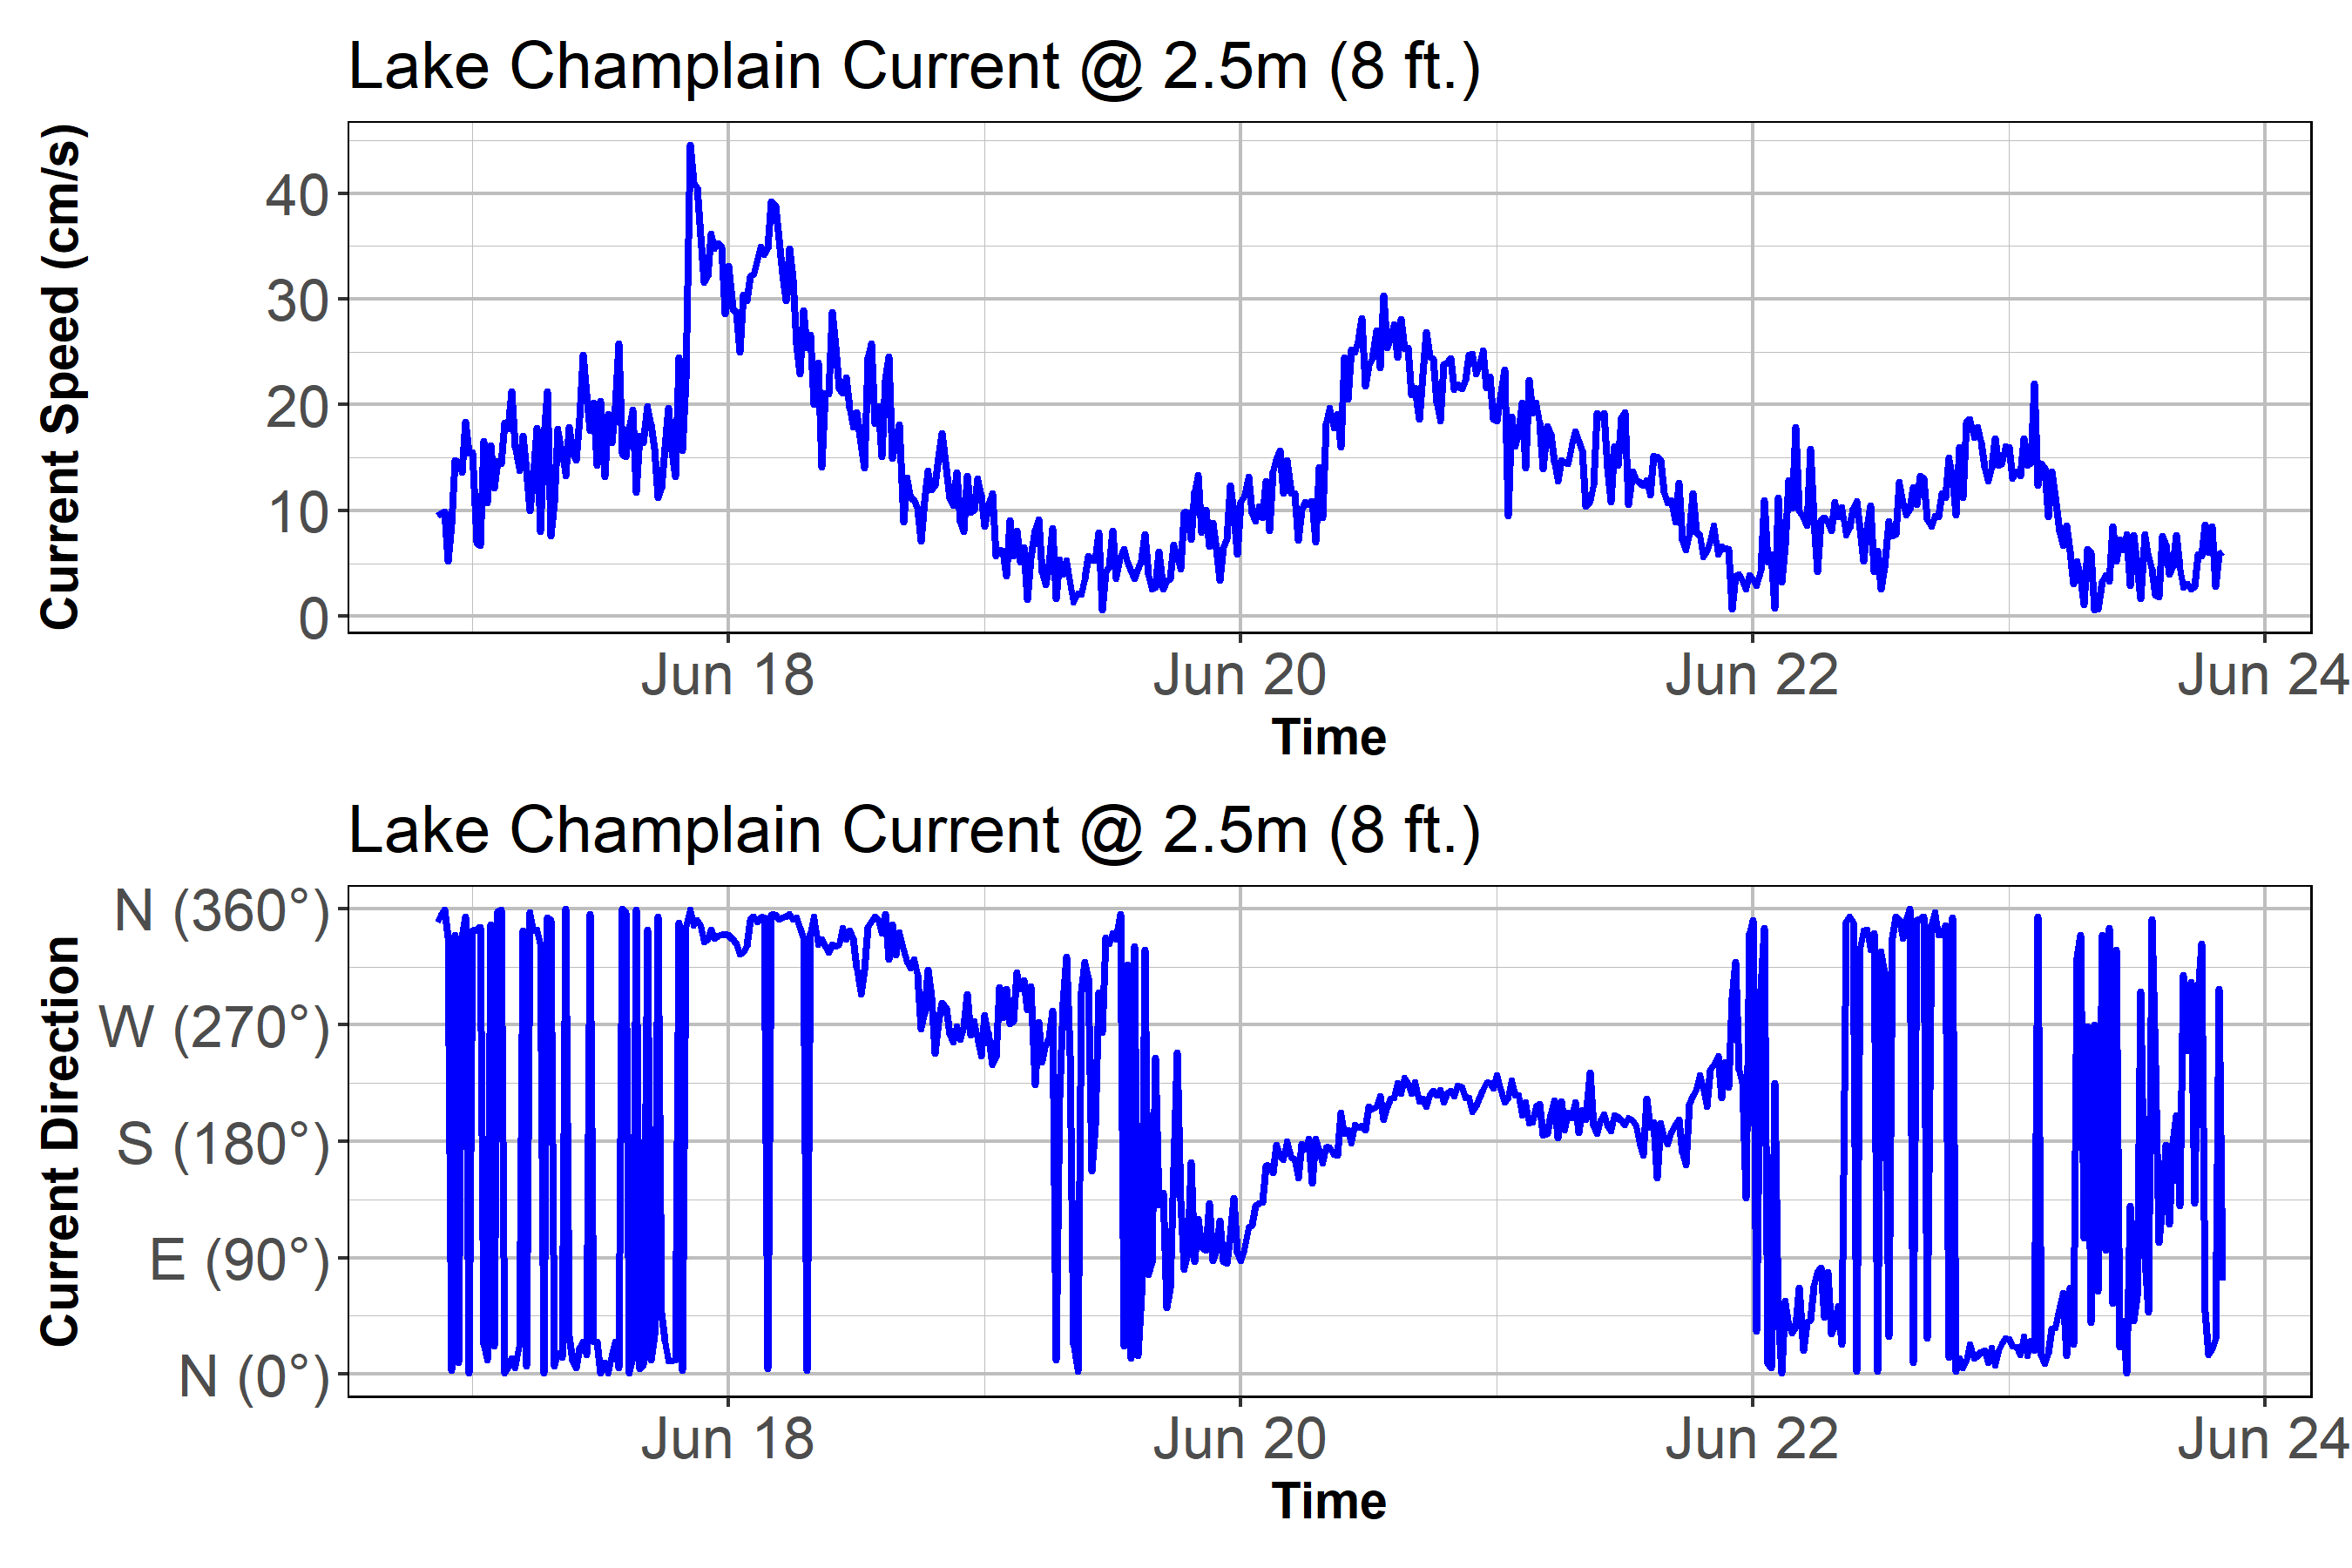 Lake Champlain Current @ 2.5m (8 ft.)
Current Speed (cm/s)
40
30
20
10
0
Jun 18 Jun 20 Jun 22 Jun 24
Time
Lake Champlain Current @ 2.5m (8 ft.)
Current Direction
N (360°)
W (270°)
S (180°)
E (90°)
N (0°)
Jun 18 Jun 20 Jun 22 Jun 24
Time